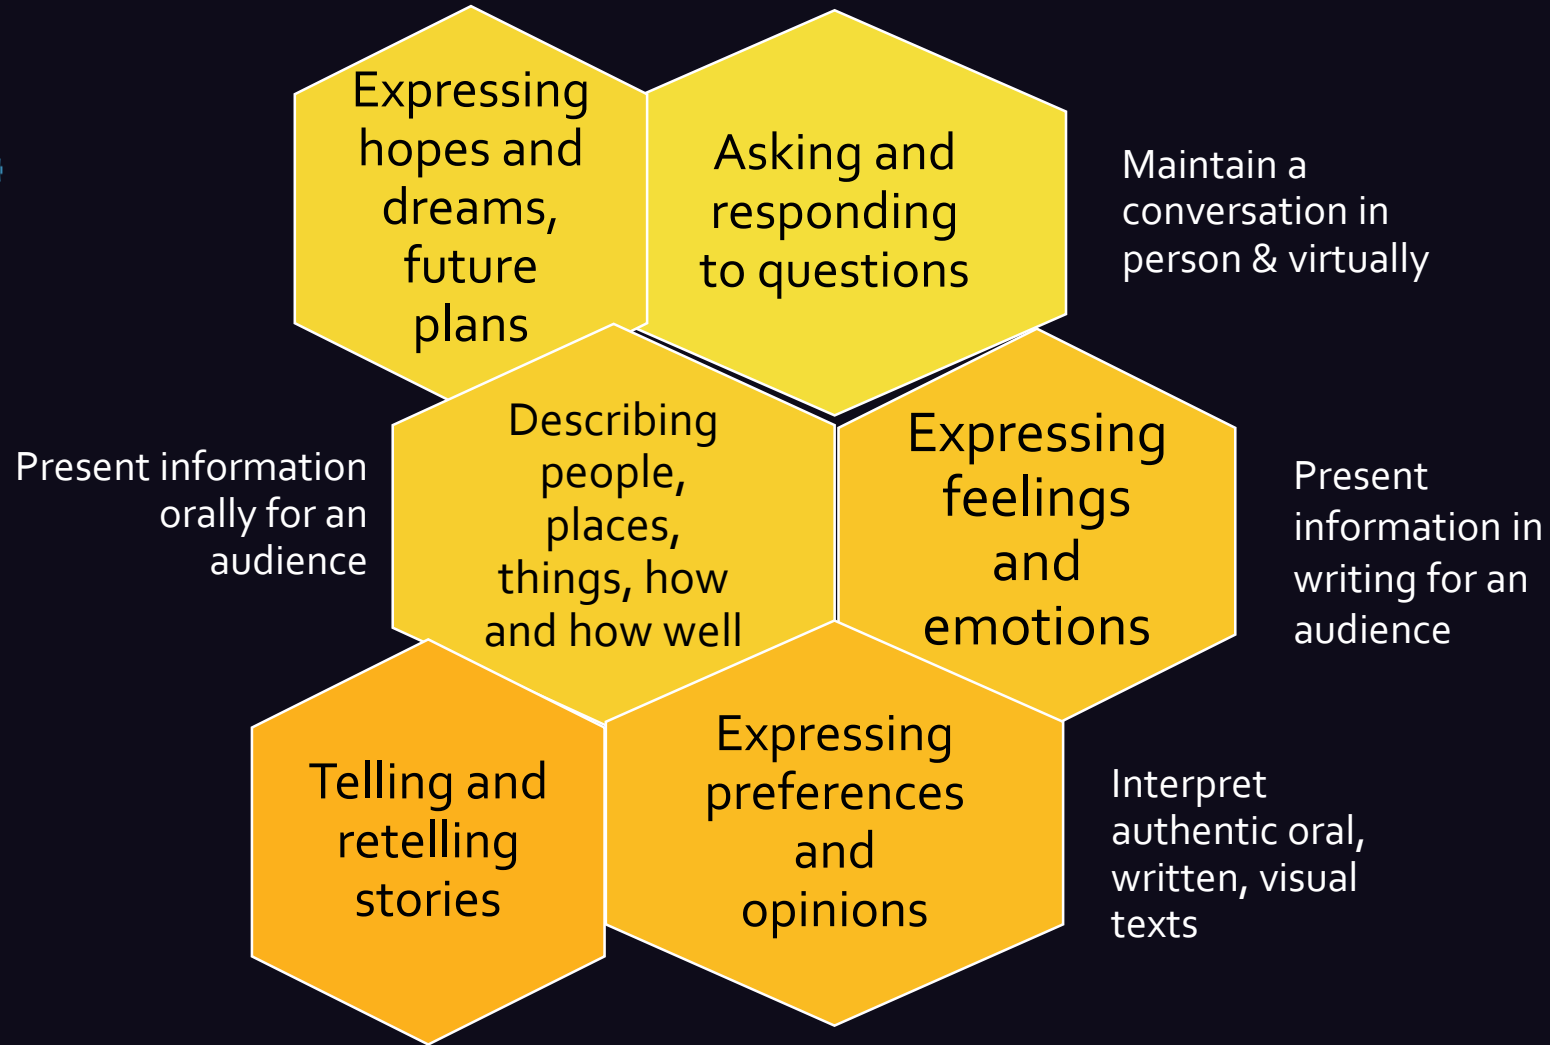 Expressing
hopes and
dreams,
future
plans
Asking and
responding
to questions
Maintain a
conversation in
person & virtually
Present information
orally for an
audience
Describing
people,
places,
things, how
and how well
Expressing
feelings
and
emotions
Present
information in
writing for an
audience
Telling and
retelling
stories
Expressing
preferences
and
opinions
Interpret
authentic oral,
written, visual
texts